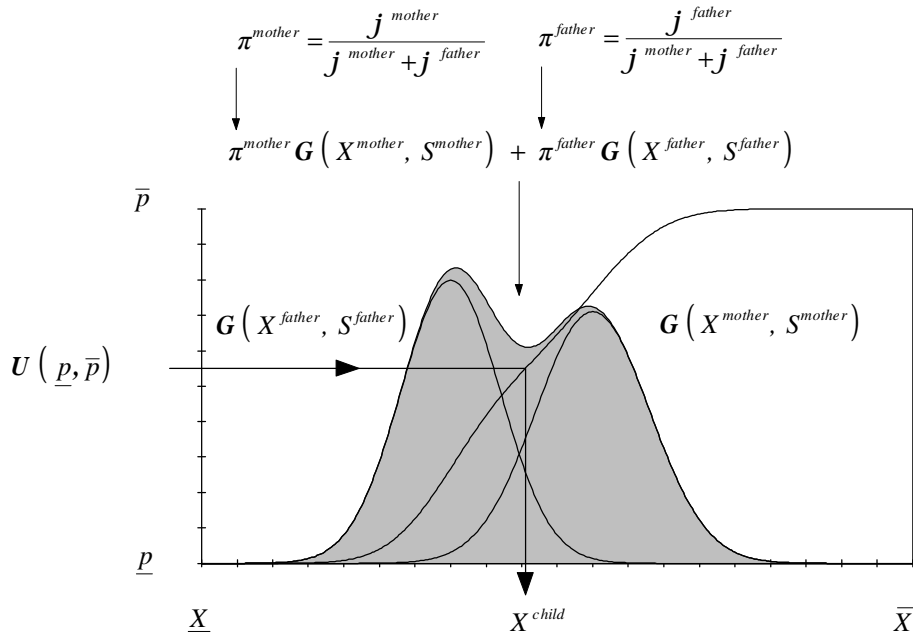 π^mother = j^mother / (j^mother + j^father)    π^father = j^father / (j^mother + j^father)
π^mother G ( X^mother, S^mother ) + π^father G ( X^father, S^father )
p̅
G ( X^father, S^father )    G ( X^mother, S^mother )
U ( p̲, p̅ )
p̲
X̲    X^child    X̅